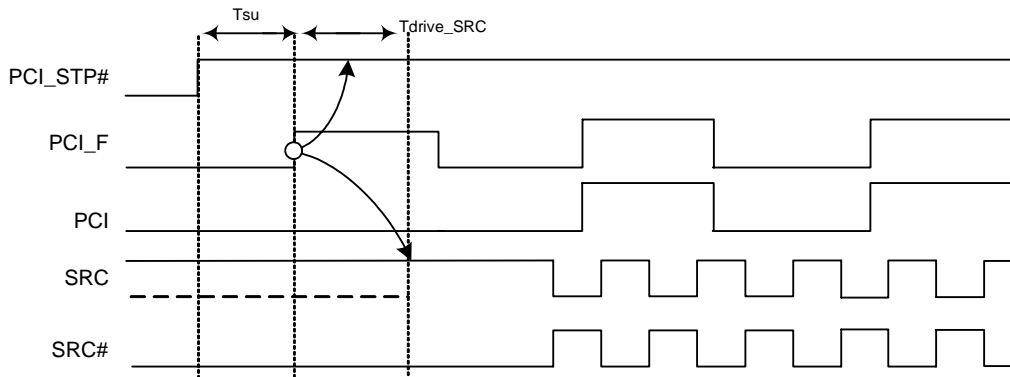 Tsu
Tdrive_SRC
PCI_STP#
PCI_F
PCI
SRC
SRC#